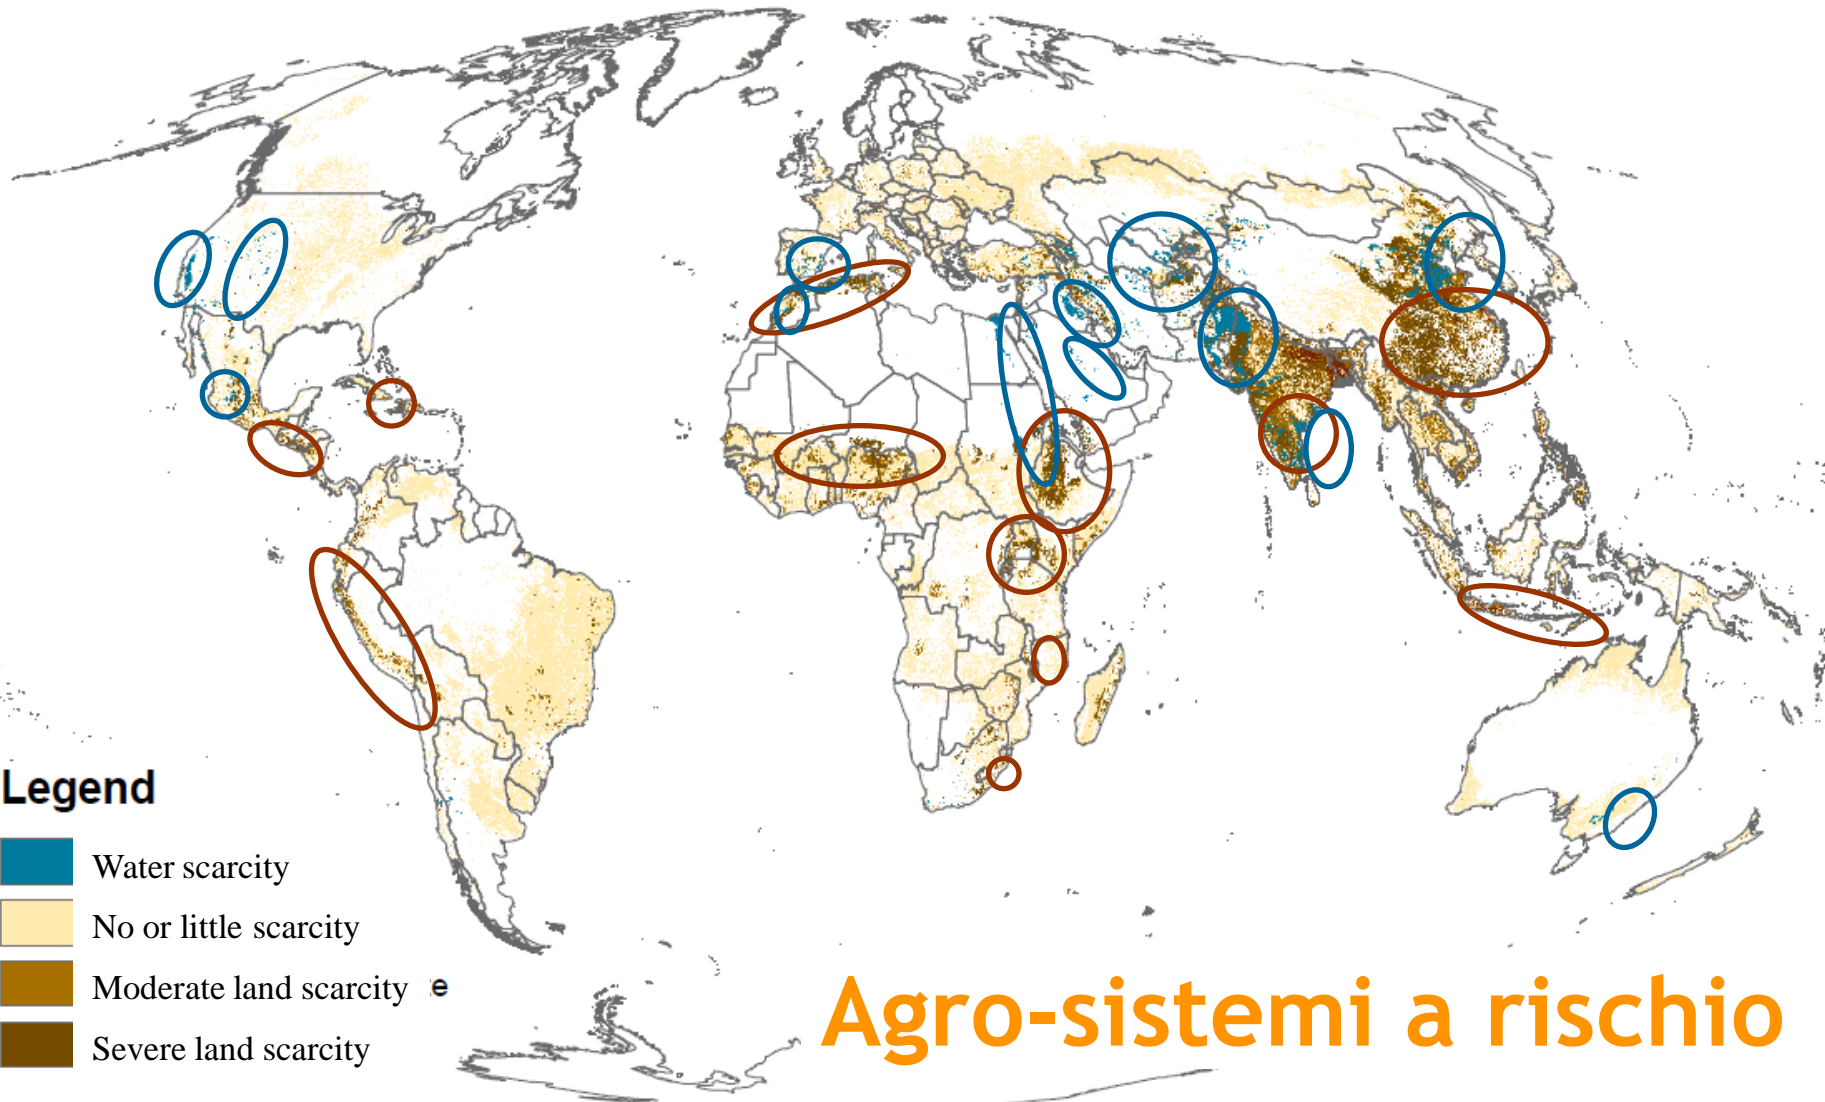 Legend
Water scarcity
No or little scarcity
Moderate land scarcity e
Severe land scarcity
Agro-sistemi a rischio